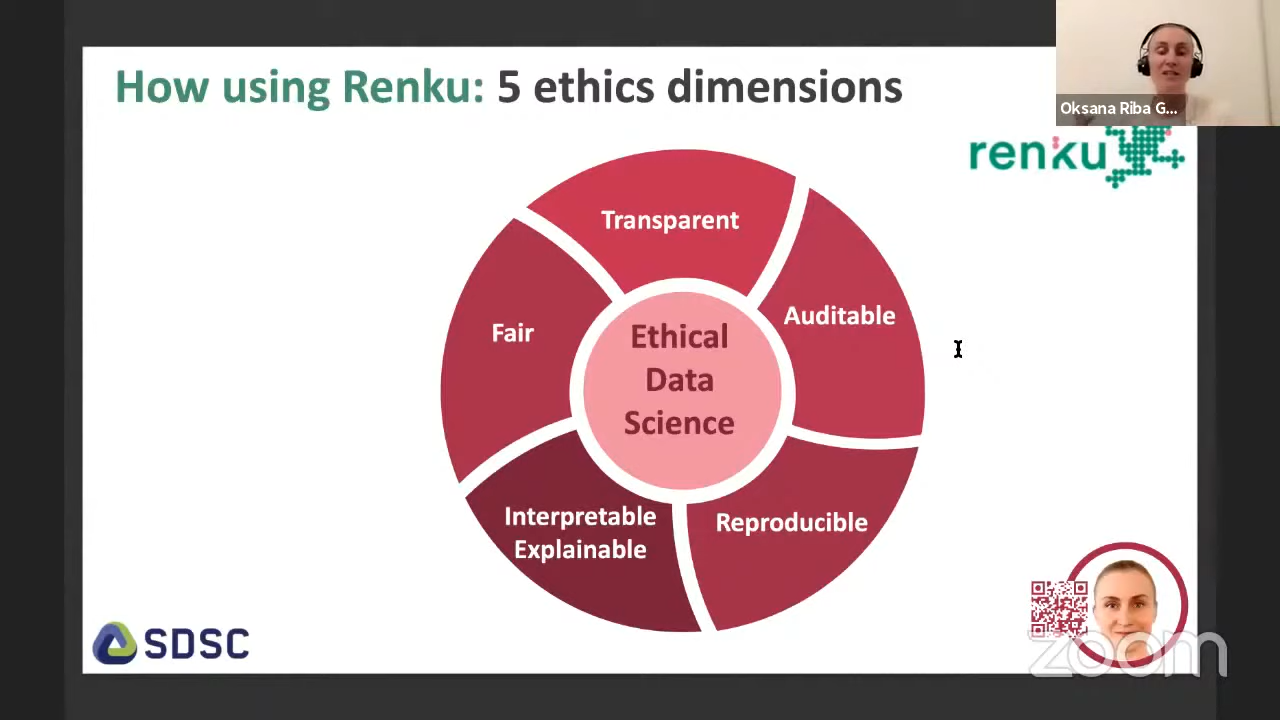 How using Renku: 5 ethics dimensions
Oksana Riba G...
renku
Transparent
Auditable
Fair
Ethical
Data
Science
Interpretable
Explainable
Reproducible
SDSC
zoom